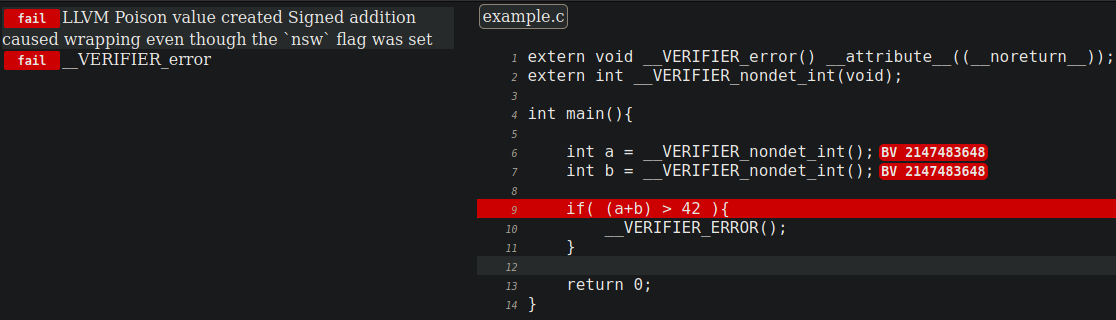 fail LLVM Poison value created Signed addition
caused wrapping even though the `nsw` flag was set
fail __VERIFIER_error
example.c
1 extern void __VERIFIER_error() __attribute__((__noreturn__));
2 extern int __VERIFIER_nondet_int(void);
3
4 int main(){
5
6 int a = __VERIFIER_nondet_int(); BV 2147483648
7 int b = __VERIFIER_nondet_int(); BV 2147483648
8
9 if( (a+b) > 42 ){
10 __VERIFIER_ERROR();
11 }
12
13 return 0;
14 }